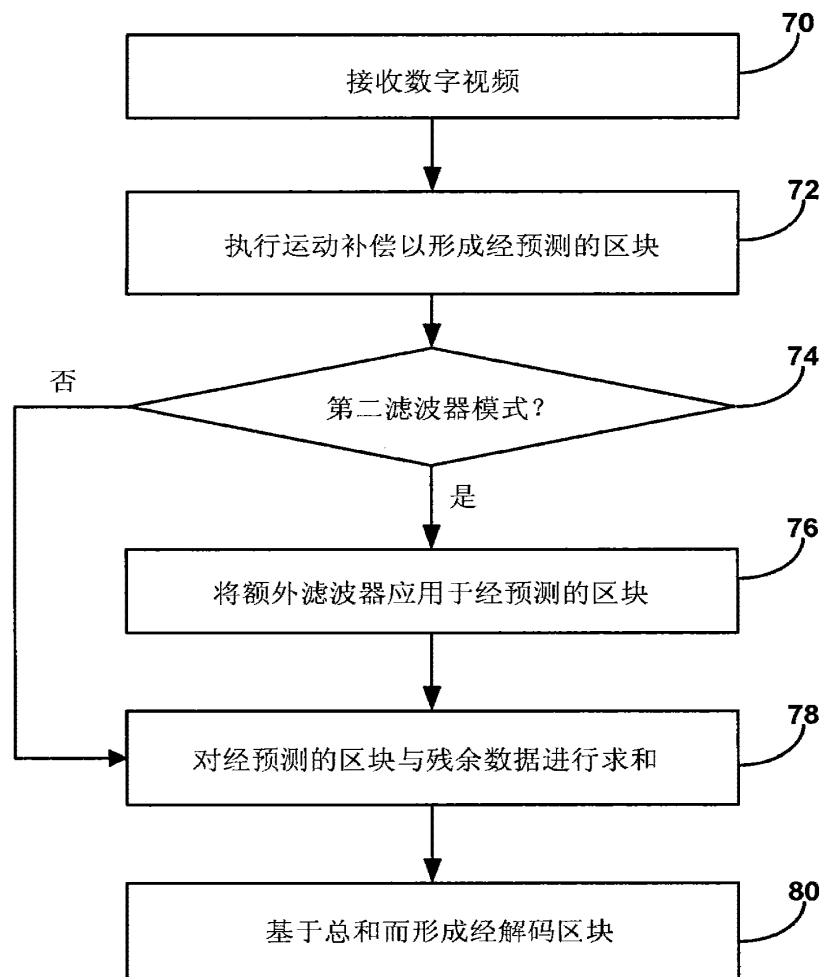 70
接收数字视频
72
执行运动补偿以形成经预测的区块
74
否
第二滤波器模式?
是
76
将额外滤波器应用于经预测的区块
78
对经预测的区块与残余数据进行求和
80
基于总和而形成经解码区块